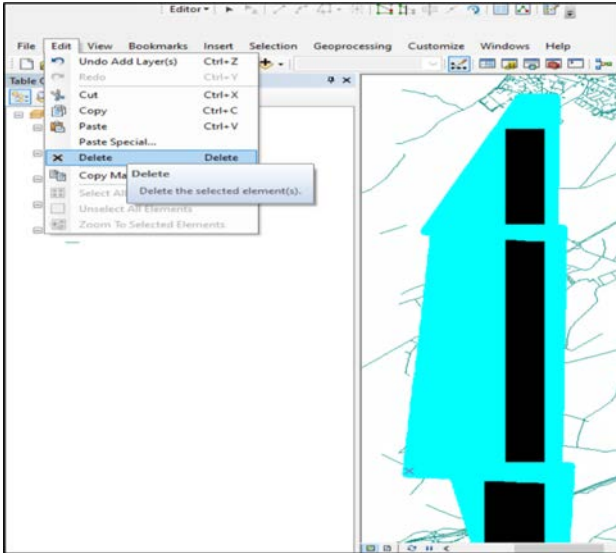 Editor
File Edit View Bookmarks Insert Selection Geoprocessing Customize Windows Help
Undo Add Layer(s) Ctrl+Z
Table
Redo Ctrl+Y
Cut Ctrl+X
Copy Ctrl+C
Paste Ctrl+V
Paste Special...
Delete Delete
Delete
Copy Ma
Delete the selected element(s).
Select All
Unselect All Elements
Zoom To Selected Elements